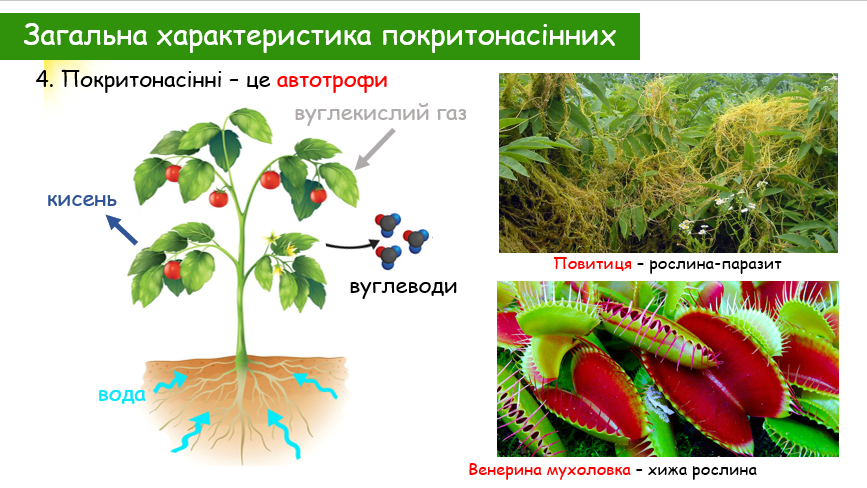 Загальна характеристика покритонасінних
4. Покритонасінні – це автотрофи
вуглекислий газ
кисень
вуглеводи
вода
Повитиця – рослина-паразит
Венерина мухоловка – хижа рослина